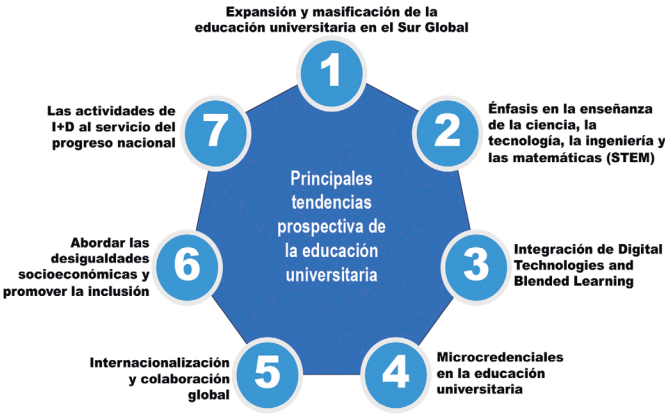 Expansión y masificación de la
educación universitaria en el Sur Global
1
2
Énfasis en la enseñanza
de la ciencia, la
tecnología, la ingeniería y
las matemáticas (STEM)
3
Integración de Digital
Technologies and
Blended Learning
4
Microcredenciales
en la educación
universitaria
5
Internacionalización
y colaboración
global
6
Abordar las
desigualdades
socioeconómicas y
promover la inclusión
7
Las actividades de
I+D al servicio del
progreso nacional
Principales
tendencias
prospectiva de
la educación
universitaria